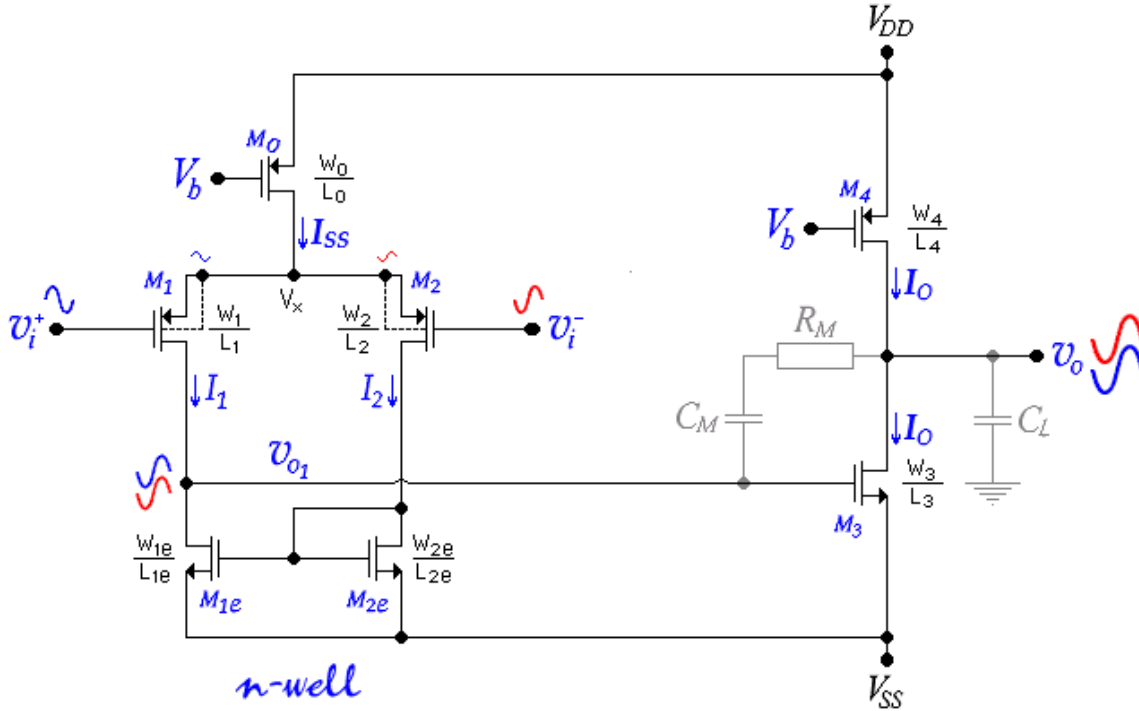 V_DD
M_O
W_0
L_0
V_b
I_SS
M_4
W_4
L_4
V_b
I_O
M_1
M_2
V_x
v_i^+
W_1
L_1
W_2
L_2
v_i^-
R_M
v_o
I_1
I_2
C_M
I_O
C_L
v_o1
W_3
L_3
M_3
W_1e
L_1e
W_2e
L_2e
M_1e
M_2e
n-well
V_SS